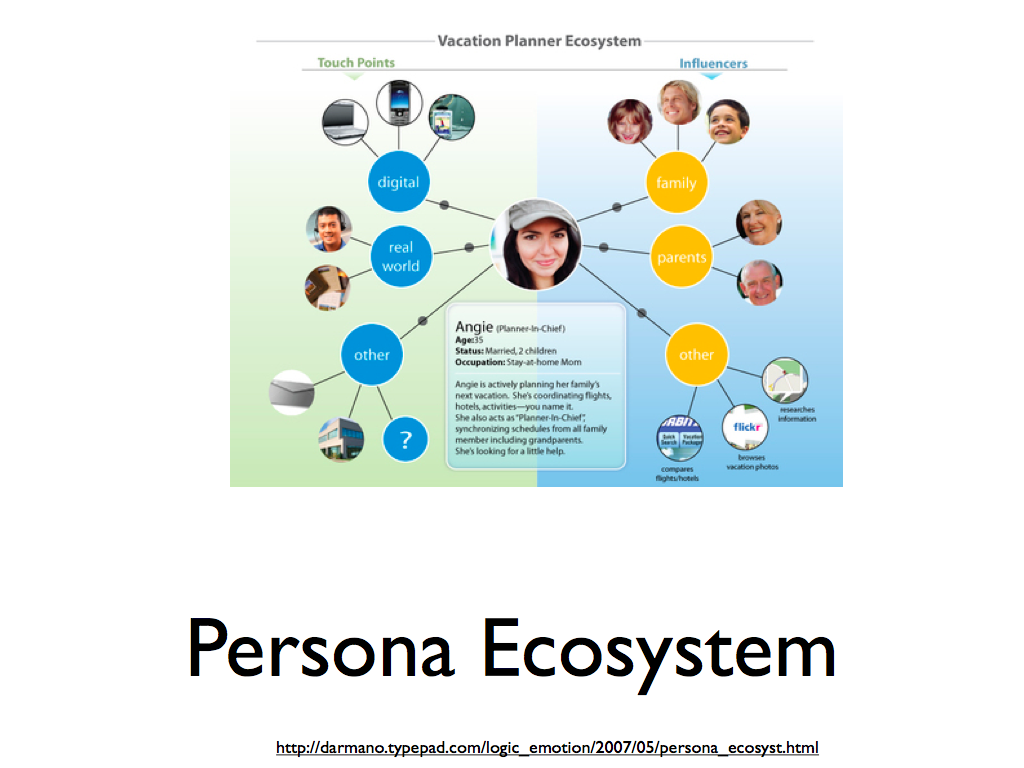 Vacation Planner Ecosystem
Touch Points
Influencers
digital
family
real
world
parents
other
other
?
Angie (Planner-In-Chief)
Age:35
Status: Married, 2 children
Occupation: Stay-at-home Mom
Angie is actively planning her family's
next vacation. She's coordinating flights,
hotels, activities—you name it.
She also acts as "Planner-In-Chief",
synchronizing schedules from all family
member including grandparents.
She's looking for a little help.
researches
information
flickr
browses
vacation photos
RBIT
Quick
Search
Vacation
Package
compares
flights/hotels
Persona Ecosystem
http://darmano.typepad.com/logic_emotion/2007/05/persona_ecosyst.html